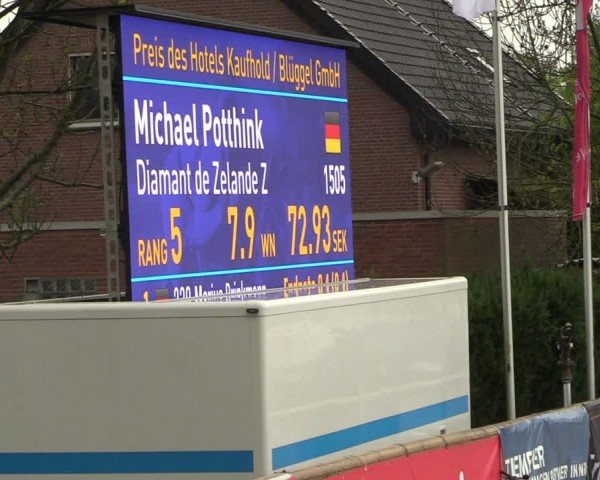 Preis des Hotels Kaufhold / Blüggel GmbH
Michael Potthink
Diamant de Zelande Z 1505
RANG 5 7.9 WN 72.93 SEK